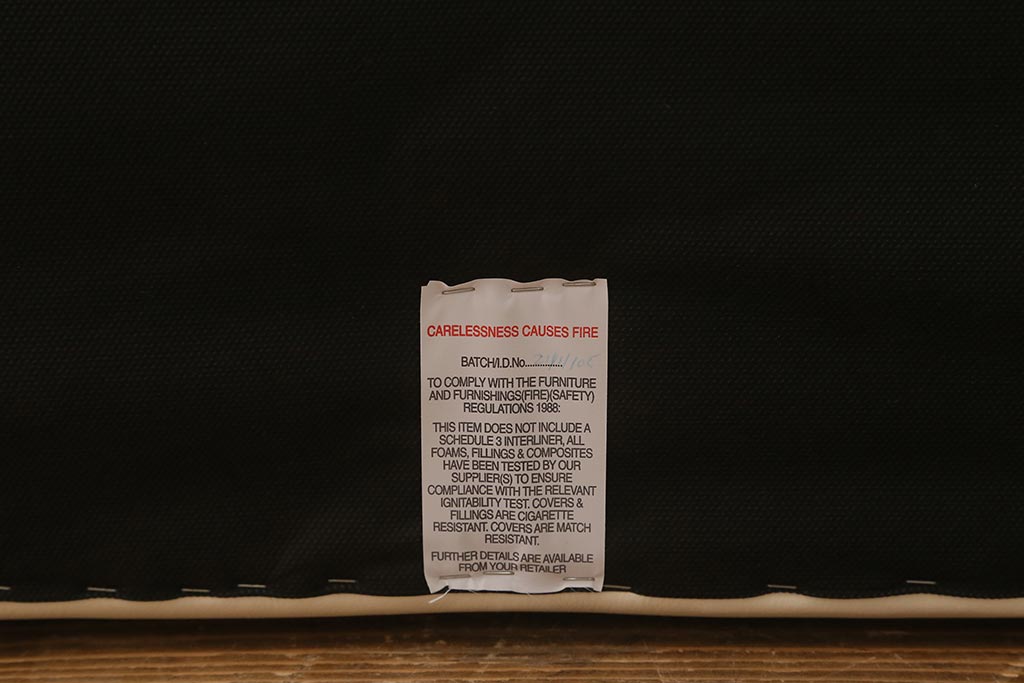 CARELESSNESS CAUSES FIRE
BATCH/I.D.No...............
TO COMPLY WITH THE FURNITURE
AND FURNISHINGS(FIRE)(SAFETY)
REGULATIONS 1988:
THIS ITEM DOES NOT INCLUDE A
SCHEDULE 3 INTERLINER, ALL
FOAMS, FILLINGS & COMPOSITES
HAVE BEEN TESTED BY OUR
SUPPLIER(S) TO ENSURE
COMPLIANCE WITH THE RELEVANT
IGNITABILITY TEST. COVERS &
FILLINGS ARE CIGARETTE
RESISTANT. COVERS ARE MATCH
RESISTANT.
FURTHER DETAILS ARE AVAILABLE
FROM YOUR RETAILER